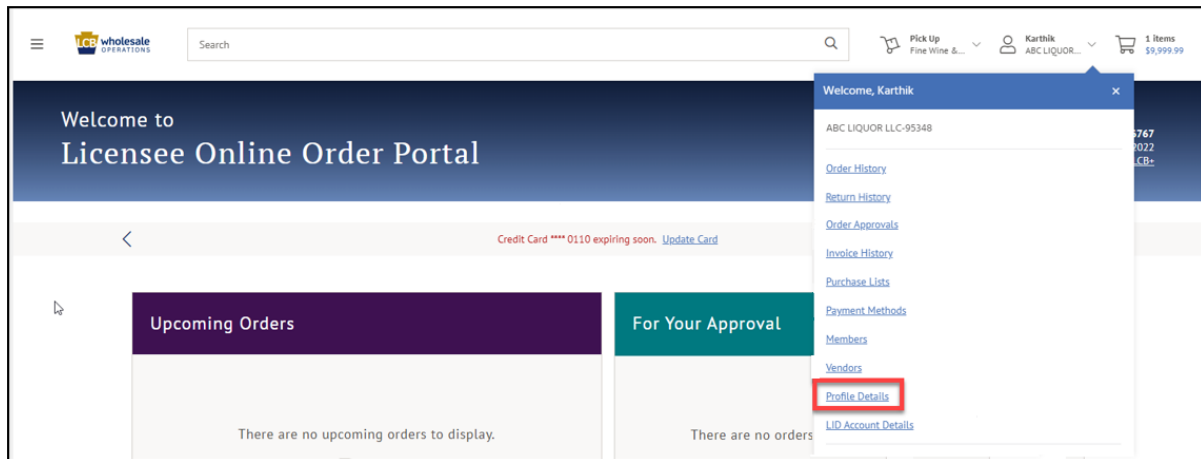 LCB wholesale
OPERATIONS
Search
Pick Up
Fine Wine &...
Karthik
ABC LIQUOR...
1 items
$9,999.99
Welcome to
Licensee Online Order Portal
Welcome, Karthik
×
ABC LIQUOR LLC-95348
Order History
Return History
Order Approvals
Invoice History
Purchase Lists
Payment Methods
Members
Vendors
Profile Details
LID Account Details
6767
2022
LCB+
Credit Card **** 0110 expiring soon. Update Card
Upcoming Orders
For Your Approval
There are no upcoming orders to display.
There are no orders